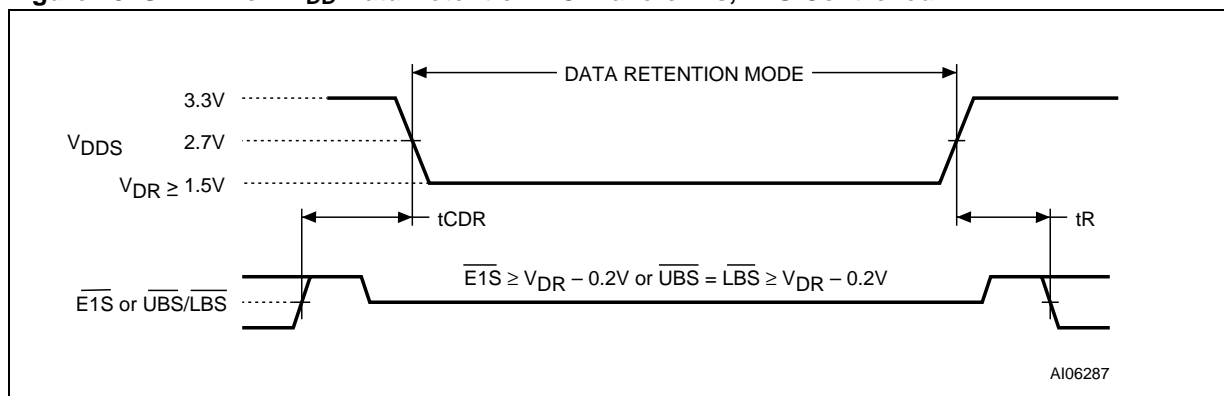 DATA RETENTION MODE
3.3V
VDDS 2.7V
VDR ≥ 1.5V
tCDR
tR
E1S ≥ VDR – 0.2V or UBS = LBS ≥ VDR – 0.2V
E1S or UBS/LBS
AI06287